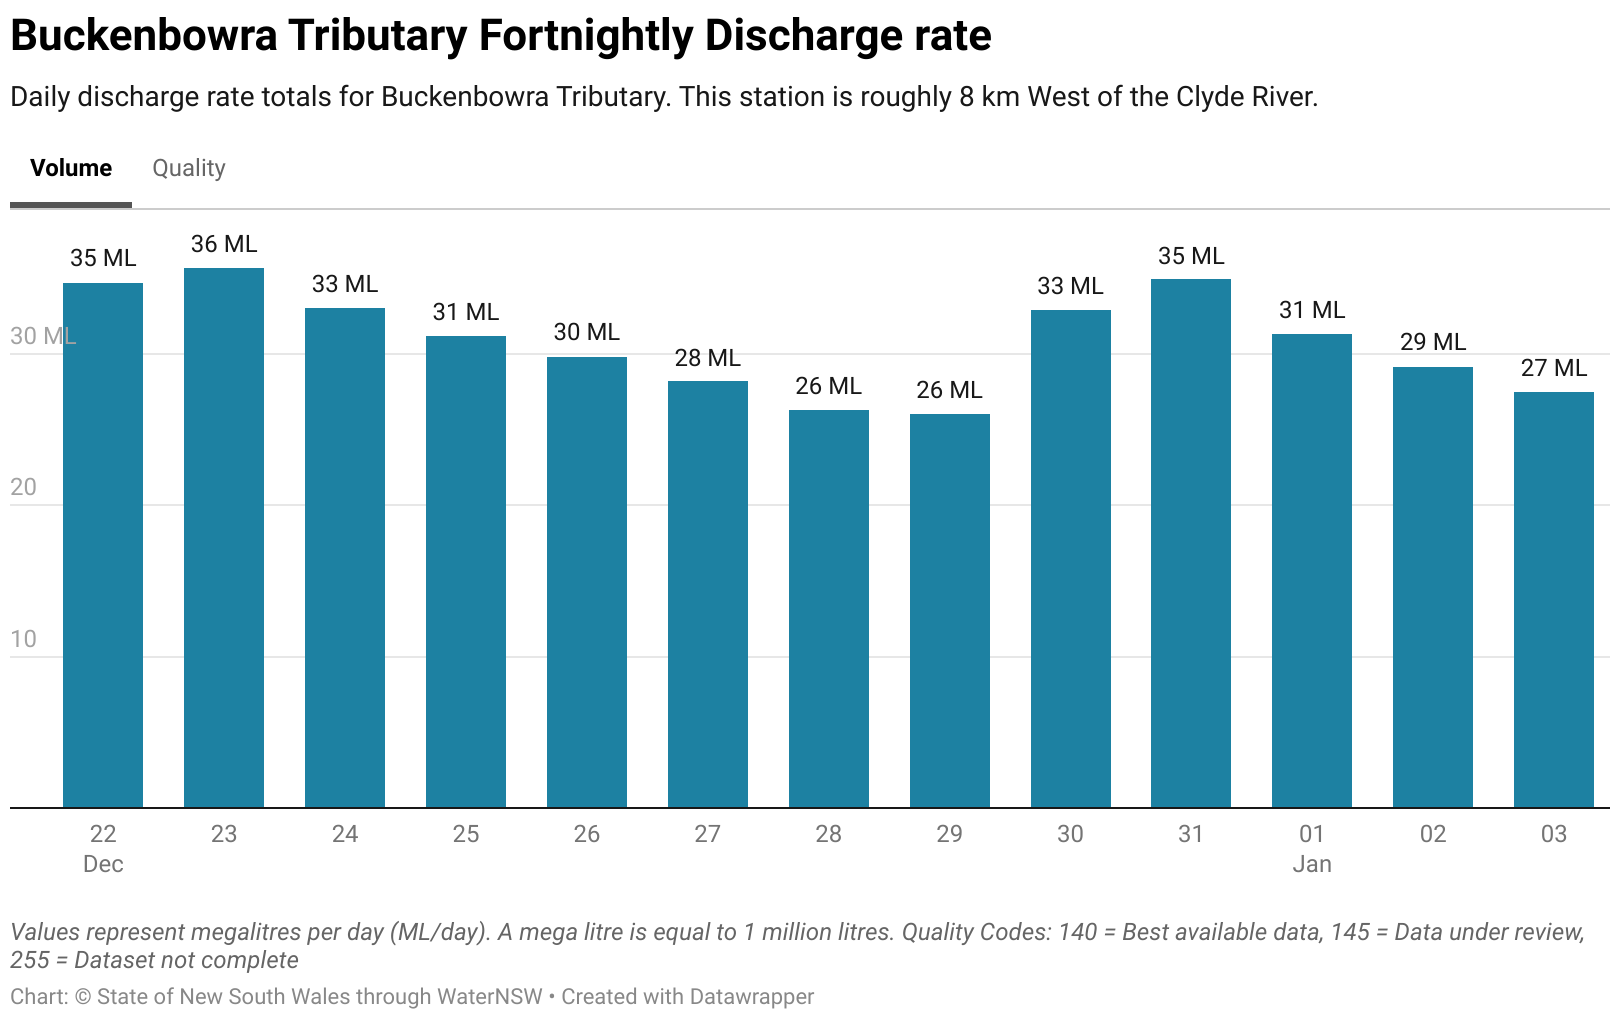 Buckenbowra Tributary Fortnightly Discharge rate
Daily discharge rate totals for Buckenbowra Tributary. This station is roughly 8 km West of the Clyde River.
Volume Quality
35 ML 36 ML 33 ML 31 ML 30 ML 28 ML 26 ML 26 ML 33 ML 35 ML 31 ML 29 ML 27 ML
30 ML
20
10
22 23 24 25 26 27 28 29 30 31 01 02 03
Dec Jan
Values represent megalitres per day (ML/day). A mega litre is equal to 1 million litres. Quality Codes: 140 = Best available data, 145 = Data under review,
255 = Dataset not complete
Chart: © State of New South Wales through WaterNSW • Created with Datawrapper